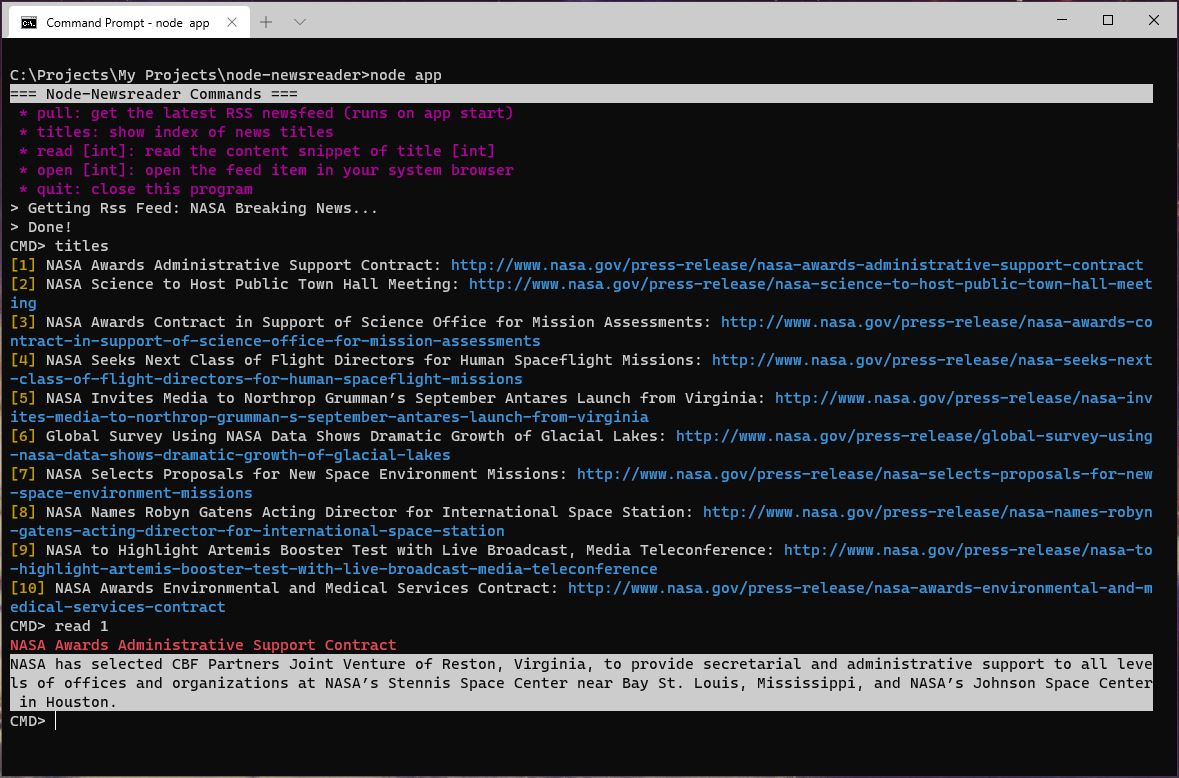 Command Prompt - node app
C:\Projects\My Projects\node-newsreader>node app
=== Node-Newsreader Commands ===
* pull: get the latest RSS newsfeed (runs on app start)
* titles: show index of news titles
* read [int]: read the content snippet of title [int]
* open [int]: open the feed item in your system browser
* quit: close this program
> Getting Rss Feed: NASA Breaking News...
> Done!
CMD> titles
[1] NASA Awards Administrative Support Contract: http://www.nasa.gov/press-release/nasa-awards-administrative-support-contract
[2] NASA Science to Host Public Town Hall Meeting: http://www.nasa.gov/press-release/nasa-science-to-host-public-town-hall-meet
ing
[3] NASA Awards Contract in Support of Science Office for Mission Assessments: http://www.nasa.gov/press-release/nasa-awards-co
ntract-in-support-of-science-office-for-mission-assessments
[4] NASA Seeks Next Class of Flight Directors for Human Spaceflight Missions: http://www.nasa.gov/press-release/nasa-seeks-next
-class-of-flight-directors-for-human-spaceflight-missions
[5] NASA Invites Media to Northrop Grumman’s September Antares Launch from Virginia: http://www.nasa.gov/press-release/nasa-inv
ites-media-to-northrop-grumman-s-september-antares-launch-from-virginia
[6] Global Survey Using NASA Data Shows Dramatic Growth of Glacial Lakes: http://www.nasa.gov/press-release/global-survey-using
-nasa-data-shows-dramatic-growth-of-glacial-lakes
[7] NASA Selects Proposals for New Space Environment Missions: http://www.nasa.gov/press-release/nasa-selects-proposals-for-new
-space-environment-missions
[8] NASA Names Robyn Gatens Acting Director for International Space Station: http://www.nasa.gov/press-release/nasa-names-robyn
-gatens-acting-director-for-international-space-station
[9] NASA to Highlight Artemis Booster Test with Live Broadcast, Media Teleconference: http://www.nasa.gov/press-release/nasa-to
-highlight-artemis-booster-test-with-live-broadcast-media-teleconference
[10] NASA Awards Environmental and Medical Services Contract: http://www.nasa.gov/press-release/nasa-awards-environmental-and-m
edical-services-contract
CMD> read 1
NASA Awards Administrative Support Contract
NASA has selected CBF Partners Joint Venture of Reston, Virginia, to provide secretarial and administrative support to all leve
ls of offices and organizations at NASA’s Stennis Space Center near Bay St. Louis, Mississippi, and NASA’s Johnson Space Center
in Houston.
CMD>